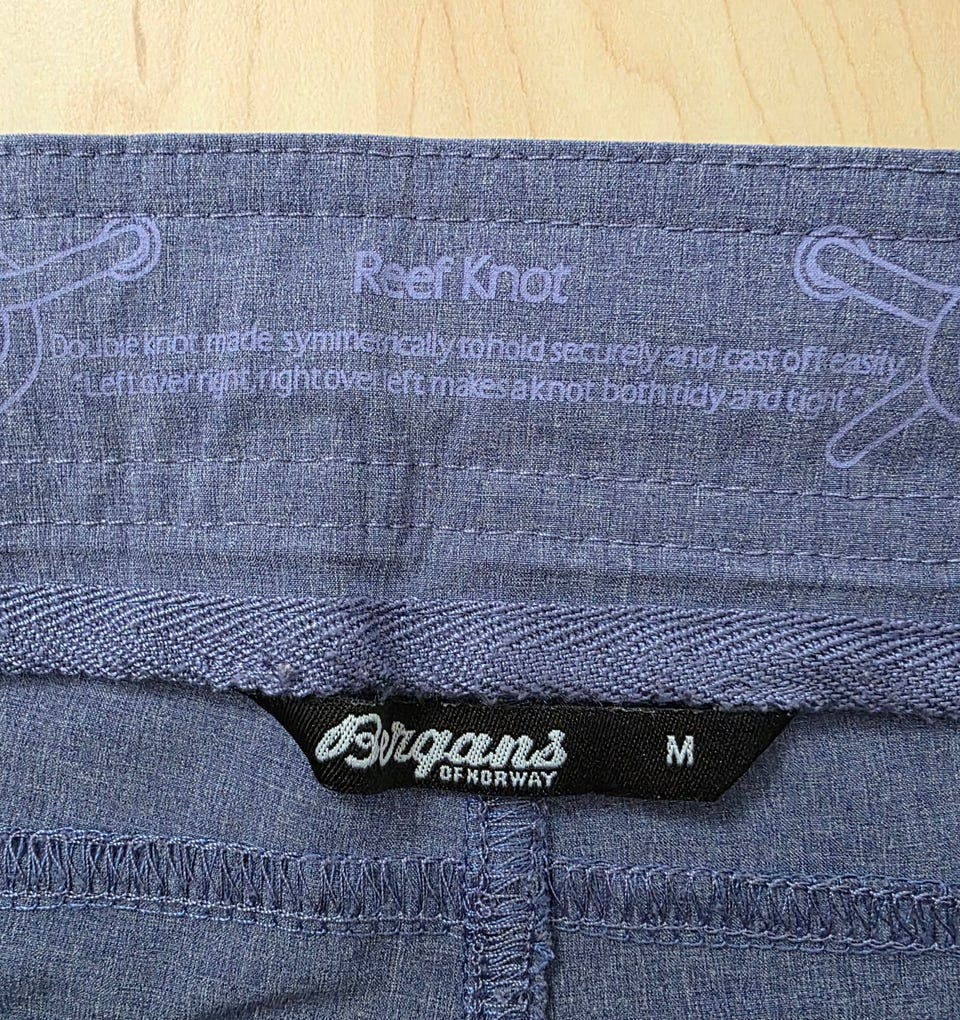 Reef Knot
Double knot made symmetrically to hold securely and cast off easily
"Left over right, right over left, makes a knot both tidy and tight."
Bergans
OF NORWAY
M